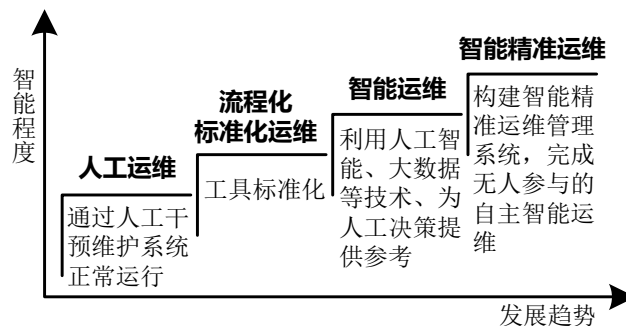 智能程度
人工运维
通过人工干
预维护系统
正常运行
流程化
标准化运维
工具标准化
智能运维
利用人工智
能、大数据
等技术、为
人工决策提
供参考
智能精准运维
构建智能精
准运维管理
系统，完成
无人参与的
自主智能运
维
发展趋势